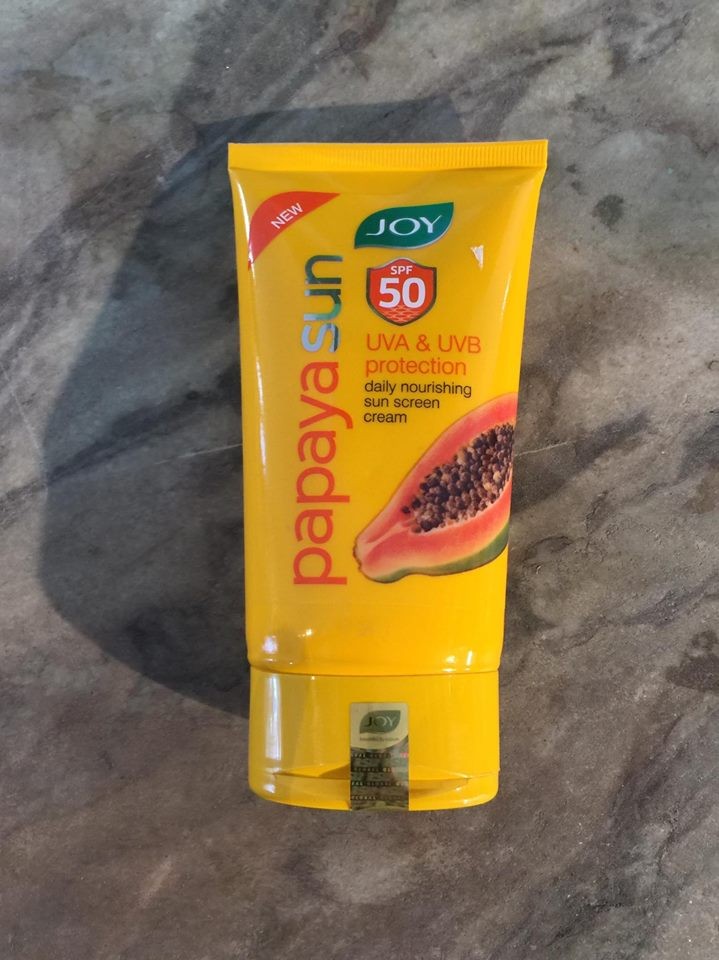 NEW
JOY
SPF
50
papaya sun
UVA & UVB
protection
daily nourishing
sun screen
cream
JOY